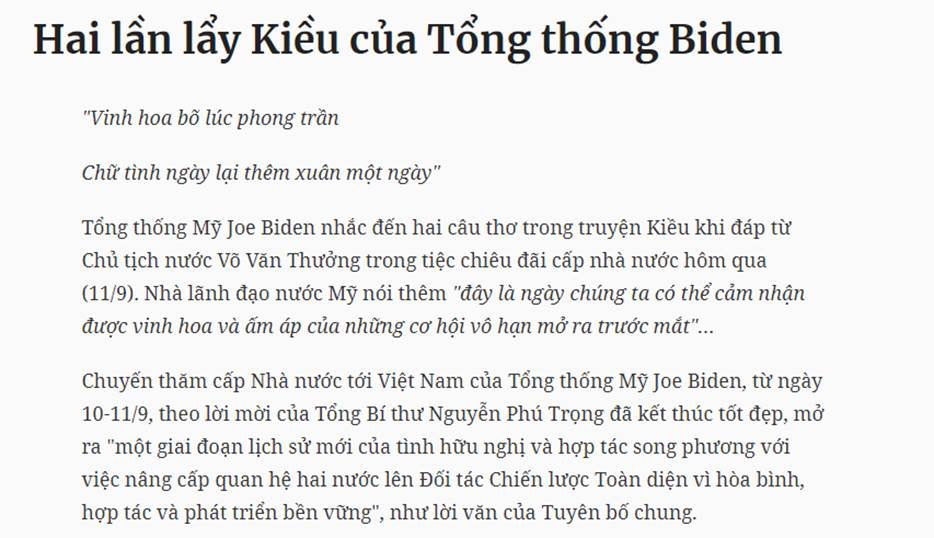 Hai lần lẩy Kiều của Tổng thống Biden
"Vinh hoa bõ lúc phong trần
Chữ tình ngày lại thêm xuân một ngày"
Tổng thống Mỹ Joe Biden nhắc đến hai câu thơ trong truyện Kiều khi đáp từ
Chủ tịch nước Võ Văn Thưởng trong tiệc chiêu đãi cấp nhà nước hôm qua
(11/9). Nhà lãnh đạo nước Mỹ nói thêm "đây là ngày chúng ta có thể cảm nhận
được vinh hoa và ấm áp của những cơ hội vô hạn mở ra trước mắt"...
Chuyến thăm cấp Nhà nước tới Việt Nam của Tổng thống Mỹ Joe Biden, từ ngày
10-11/9, theo lời mời của Tổng Bí thư Nguyễn Phú Trọng đã kết thúc tốt đẹp, mở
ra "một giai đoạn lịch sử mới của tình hữu nghị và hợp tác song phương với
việc nâng cấp quan hệ hai nước lên Đối tác Chiến lược Toàn diện vì hòa bình,
hợp tác và phát triển bền vững", như lời văn của Tuyên bố chung.